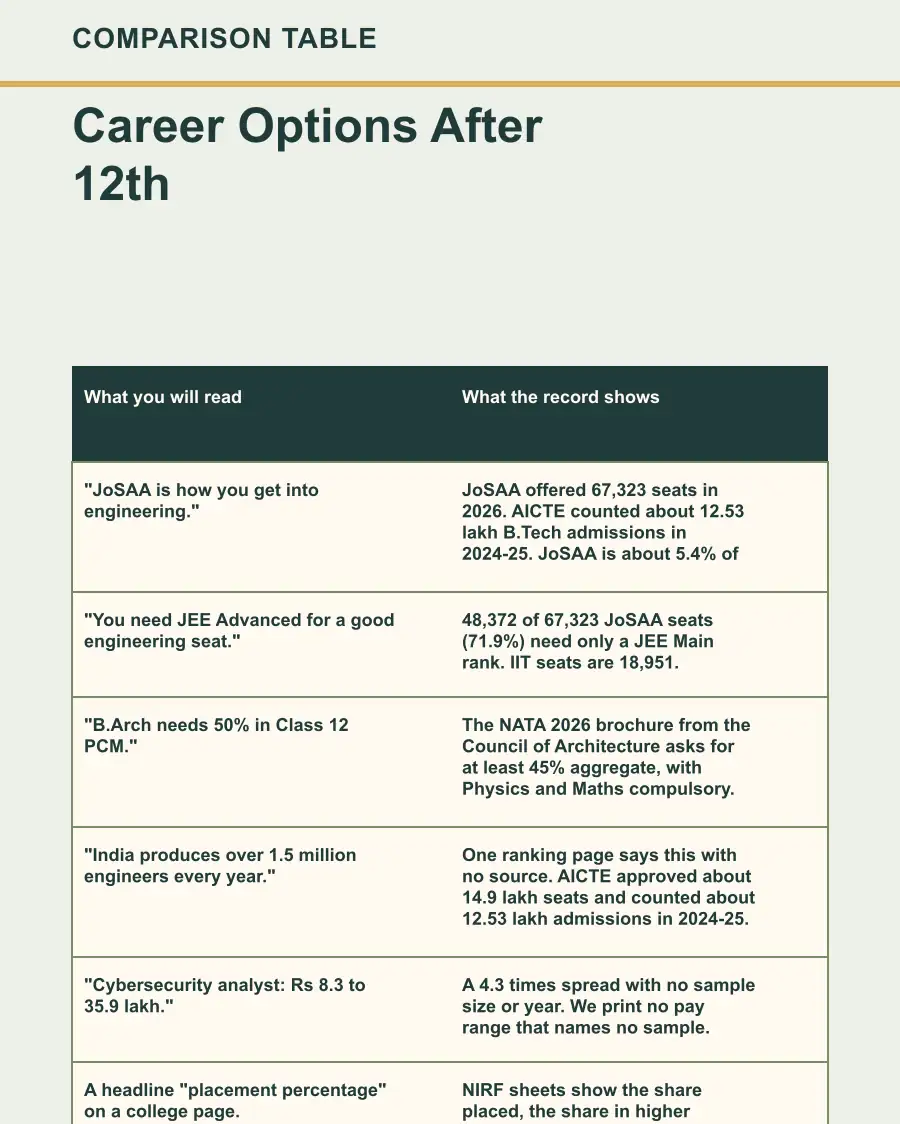 COMPARISON TABLE
Career Options After
12th
What you will read
What the record shows
"JoSAA is how you get into
engineering."
JoSAA offered 67,323 seats in
2026. AICTE counted about 12.53
lakh B.Tech admissions in
2024-25. JoSAA is about 5.4% of
"You need JEE Advanced for a good
engineering seat."
48,372 of 67,323 JoSAA seats
(71.9%) need only a JEE Main
rank. IIT seats are 18,951.
"B.Arch needs 50% in Class 12
PCM."
The NATA 2026 brochure from the
Council of Architecture asks for
at least 45% aggregate, with
Physics and Maths compulsory.
"India produces over 1.5 million
engineers every year."
One ranking page says this with
no source. AICTE approved about
14.9 lakh seats and counted about
12.53 lakh admissions in 2024-25.
"Cybersecurity analyst: Rs 8.3 to
35.9 lakh."
A 4.3 times spread with no sample
size or year. We print no pay
range that names no sample.
A headline "placement percentage"
on a college page.
NIRF sheets show the share
placed, the share in higher